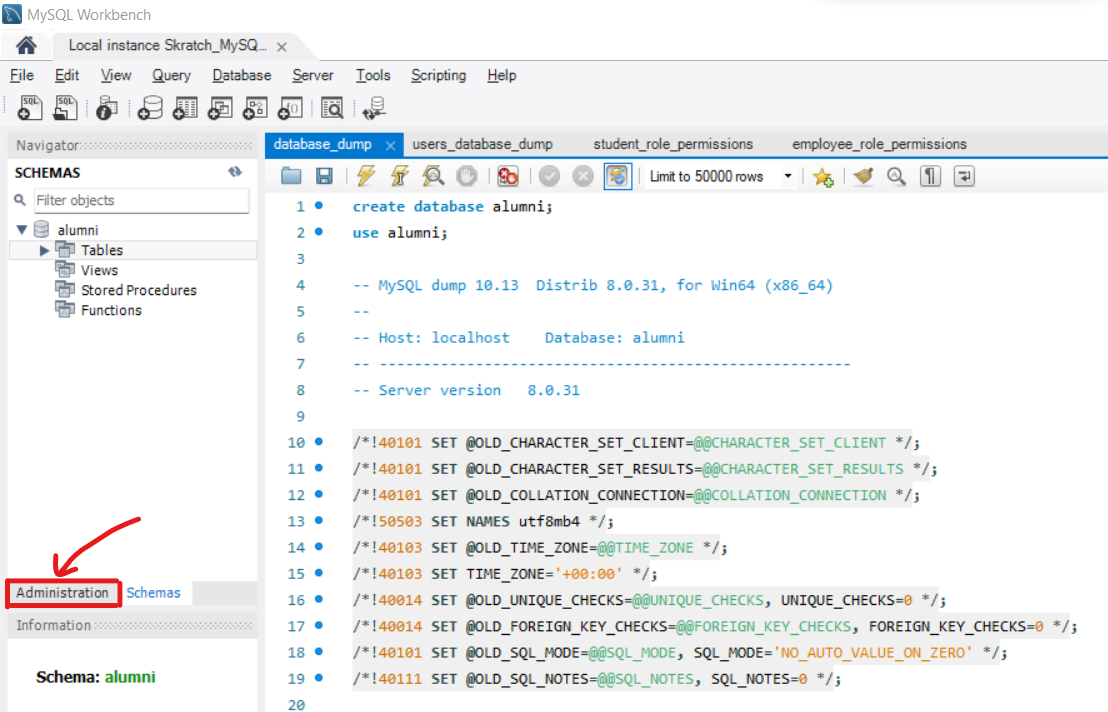 MySQL Workbench
Local instance Skratch_MySQ...
File Edit View Query Database Server Tools Scripting Help
Navigator
SCHEMAS
Filter objects
alumni
Tables
Views
Stored Procedures
Functions
Administration Schemas
Information
Schema: alumni
database_dump users_database_dump student_role_permissions employee_role_permissions
Limit to 50000 rows
1 create database alumni;
2 use alumni;
3
4 -- MySQL dump 10.13  Distrib 8.0.31, for Win64 (x86_64)
5 --
6 -- Host: localhost    Database: alumni
7 -- ------------------------------------------------------
8 -- Server version   8.0.31
9
10 /*!40101 SET @OLD_CHARACTER_SET_CLIENT=@@CHARACTER_SET_CLIENT */;
11 /*!40101 SET @OLD_CHARACTER_SET_RESULTS=@@CHARACTER_SET_RESULTS */;
12 /*!40101 SET @OLD_COLLATION_CONNECTION=@@COLLATION_CONNECTION */;
13 /*!50503 SET NAMES utf8mb4 */;
14 /*!40103 SET @OLD_TIME_ZONE=@@TIME_ZONE */;
15 /*!40103 SET TIME_ZONE='+00:00' */;
16 /*!40014 SET @OLD_UNIQUE_CHECKS=@@UNIQUE_CHECKS, UNIQUE_CHECKS=0 */;
17 /*!40014 SET @OLD_FOREIGN_KEY_CHECKS=@@FOREIGN_KEY_CHECKS, FOREIGN_KEY_CHECKS=0 */;
18 /*!40101 SET @OLD_SQL_MODE=@@SQL_MODE, SQL_MODE='NO_AUTO_VALUE_ON_ZERO' */;
19 /*!40111 SET @OLD_SQL_NOTES=@@SQL_NOTES, SQL_NOTES=0 */;
20